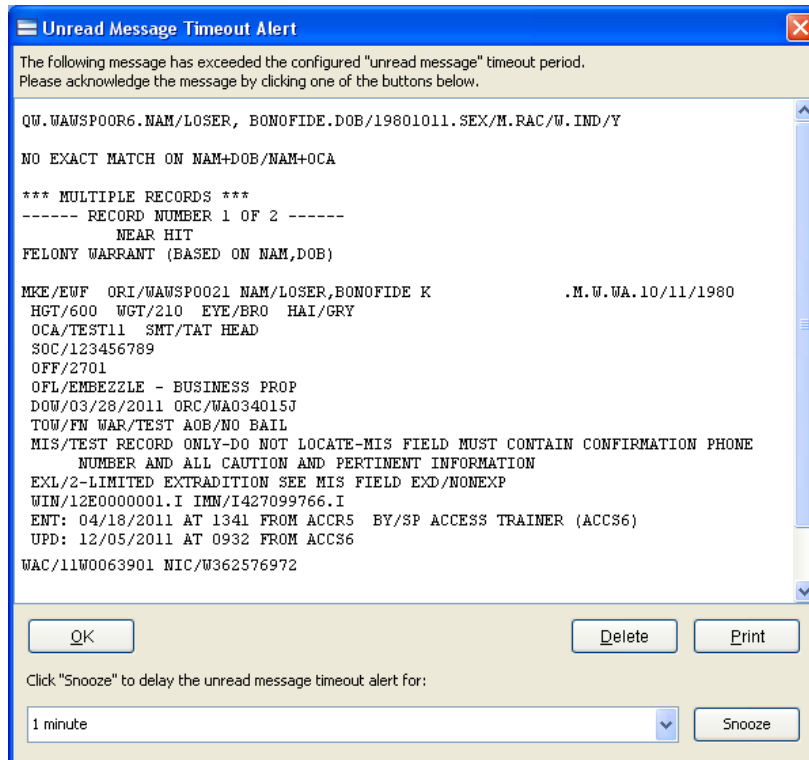 Unread Message Timeout Alert
The following message has exceeded the configured "unread message" timeout period.
Please acknowledge the message by clicking one of the buttons below.
QW.WAWSP00R6.NAM/LOSER, BONOFIDE.DOB/19801011.SEX/M.RAC/W.IND/Y
NO EXACT MATCH ON NAM+DOB/NAM+OCA
*** MULTIPLE RECORDS ***
------ RECORD NUMBER 1 OF 2 ------
NEAR HIT
FELONY WARRANT (BASED ON NAM,DOB)
MKE/EWF ORI/WAWSP0021 NAM/LOSER,BONOFIDE K .M.W.WA.10/11/1980
HGT/600 WGT/210 EYE/BRO HAI/GRY
OCA/TEST11 SMT/TAT HEAD
SOC/123456789
OFF/2701
OFL/EMBEZZLE - BUSINESS PROP
DOW/03/28/2011 ORC/WA034015J
TOW/FN WAR/TEST AOB/NO BAIL
MIS/TEST RECORD ONLY-DO NOT LOCATE-MIS FIELD MUST CONTAIN CONFIRMATION PHONE
NUMBER AND ALL CAUTION AND PERTINENT INFORMATION
EXL/2-LIMITED EXTRADITION SEE MIS FIELD EXD/NONEXP
WIN/12E0000001.I IMN/I427099766.I
ENT: 04/18/2011 AT 1341 FROM ACCR5 BY/SP ACCESS TRAINER (ACCS6)
UPD: 12/05/2011 AT 0932 FROM ACCS6
WAC/11W0063901 NIC/W362576972
OK Delete Print
Click "Snooze" to delay the unread message timeout alert for:
1 minute Snooze